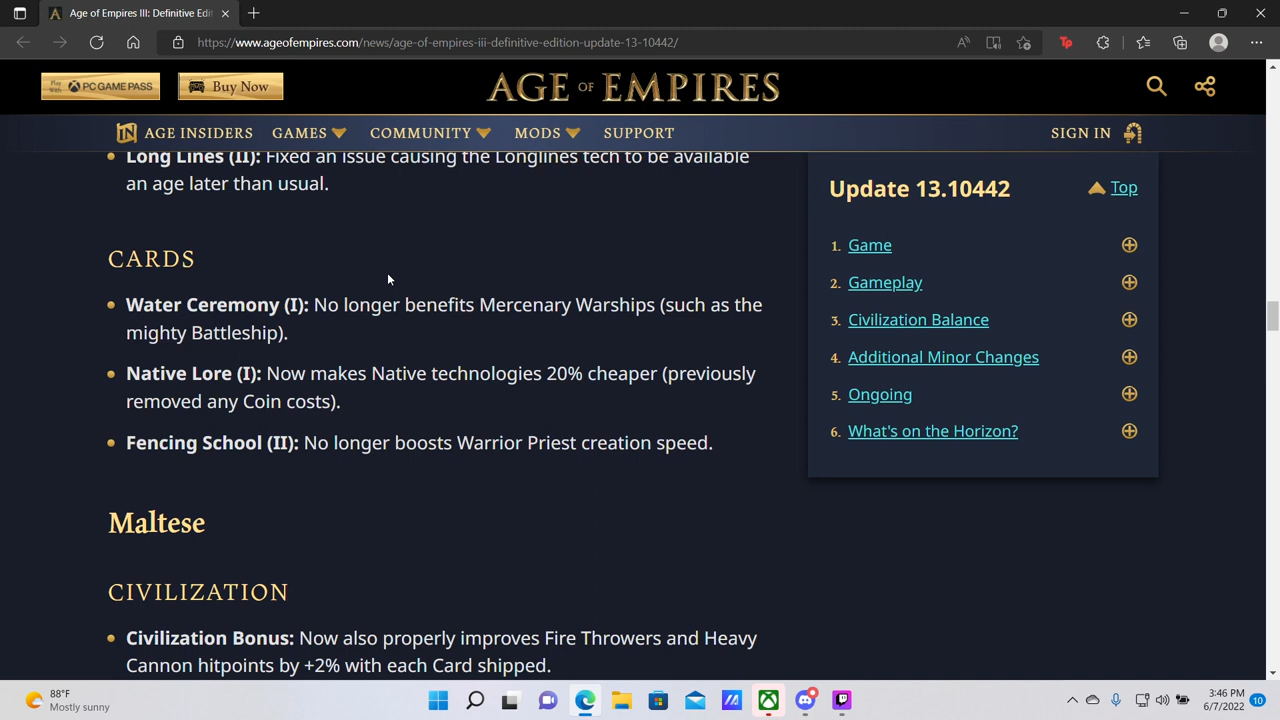 Age of Empires III: Definitive Edi
https://www.ageofempires.com/news/age-of-empires-iii-definitive-edition-update-13-10442/
PC GAME PASS
Buy Now
AGE OF EMPIRES
AGE INSIDERS GAMES COMMUNITY MODS SUPPORT SIGN IN
Long Lines (II): Fixed an issue causing the Longlines tech to be available
an age later than usual.
CARDS
Water Ceremony (I): No longer benefits Mercenary Warships (such as the
mighty Battleship).
Native Lore (I): Now makes Native technologies 20% cheaper (previously
removed any Coin costs).
Fencing School (II): No longer boosts Warrior Priest creation speed.
Maltese
CIVILIZATION
Civilization Bonus: Now also properly improves Fire Throwers and Heavy
Cannon hitpoints by +2% with each Card shipped.
Update 13.10442
Top
1. Game
2. Gameplay
3. Civilization Balance
4. Additional Minor Changes
5. Ongoing
6. What's on the Horizon?
88°F
Mostly sunny
3:46 PM
6/7/2022
10